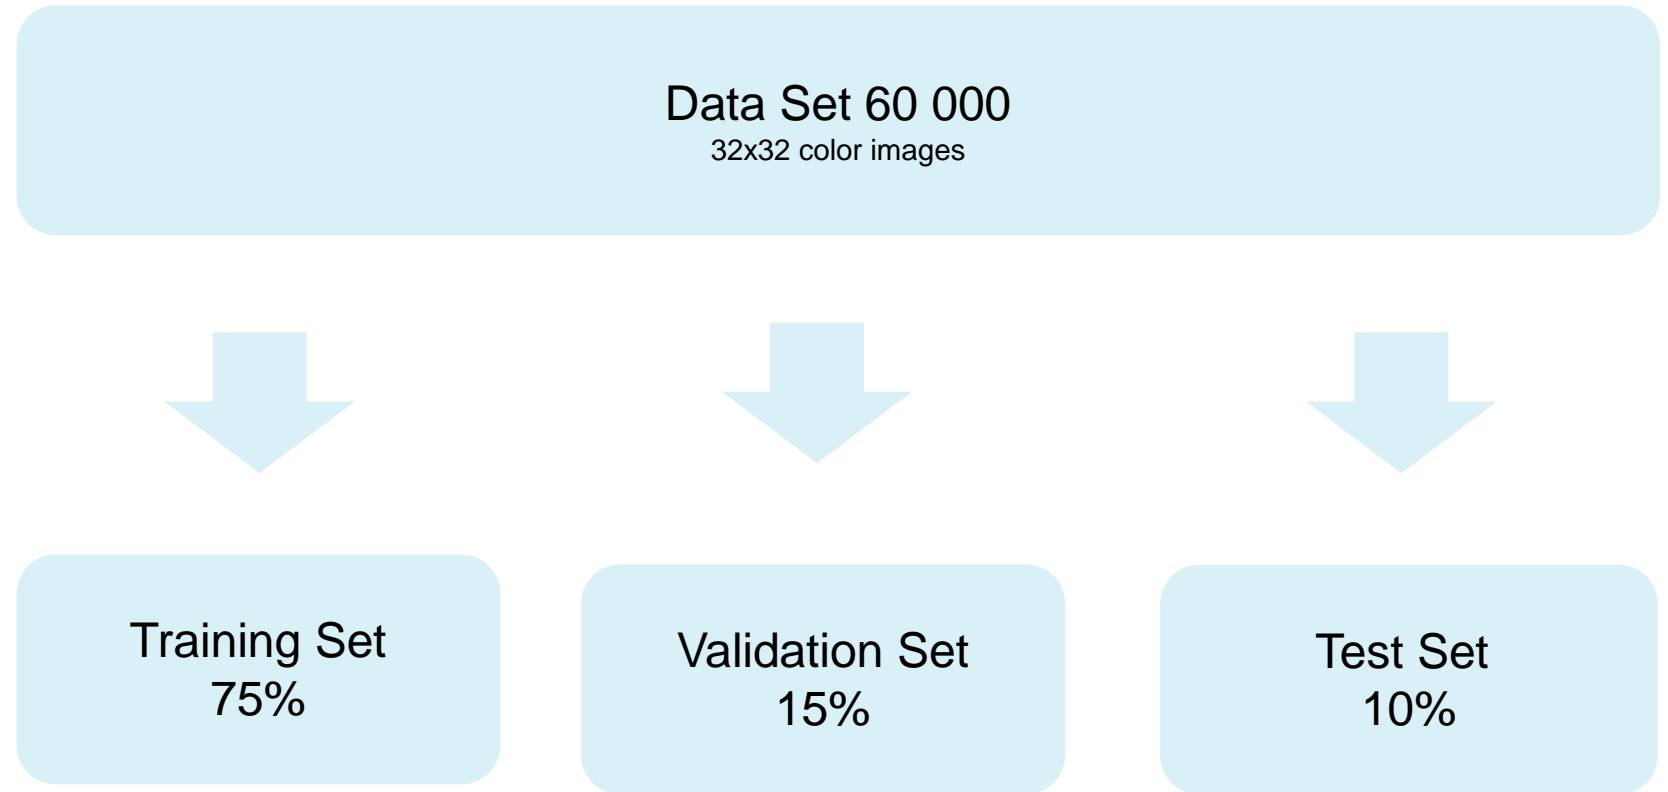 Data Set 60 000
32x32 color images
Training Set
75%
Validation Set
15%
Test Set
10%